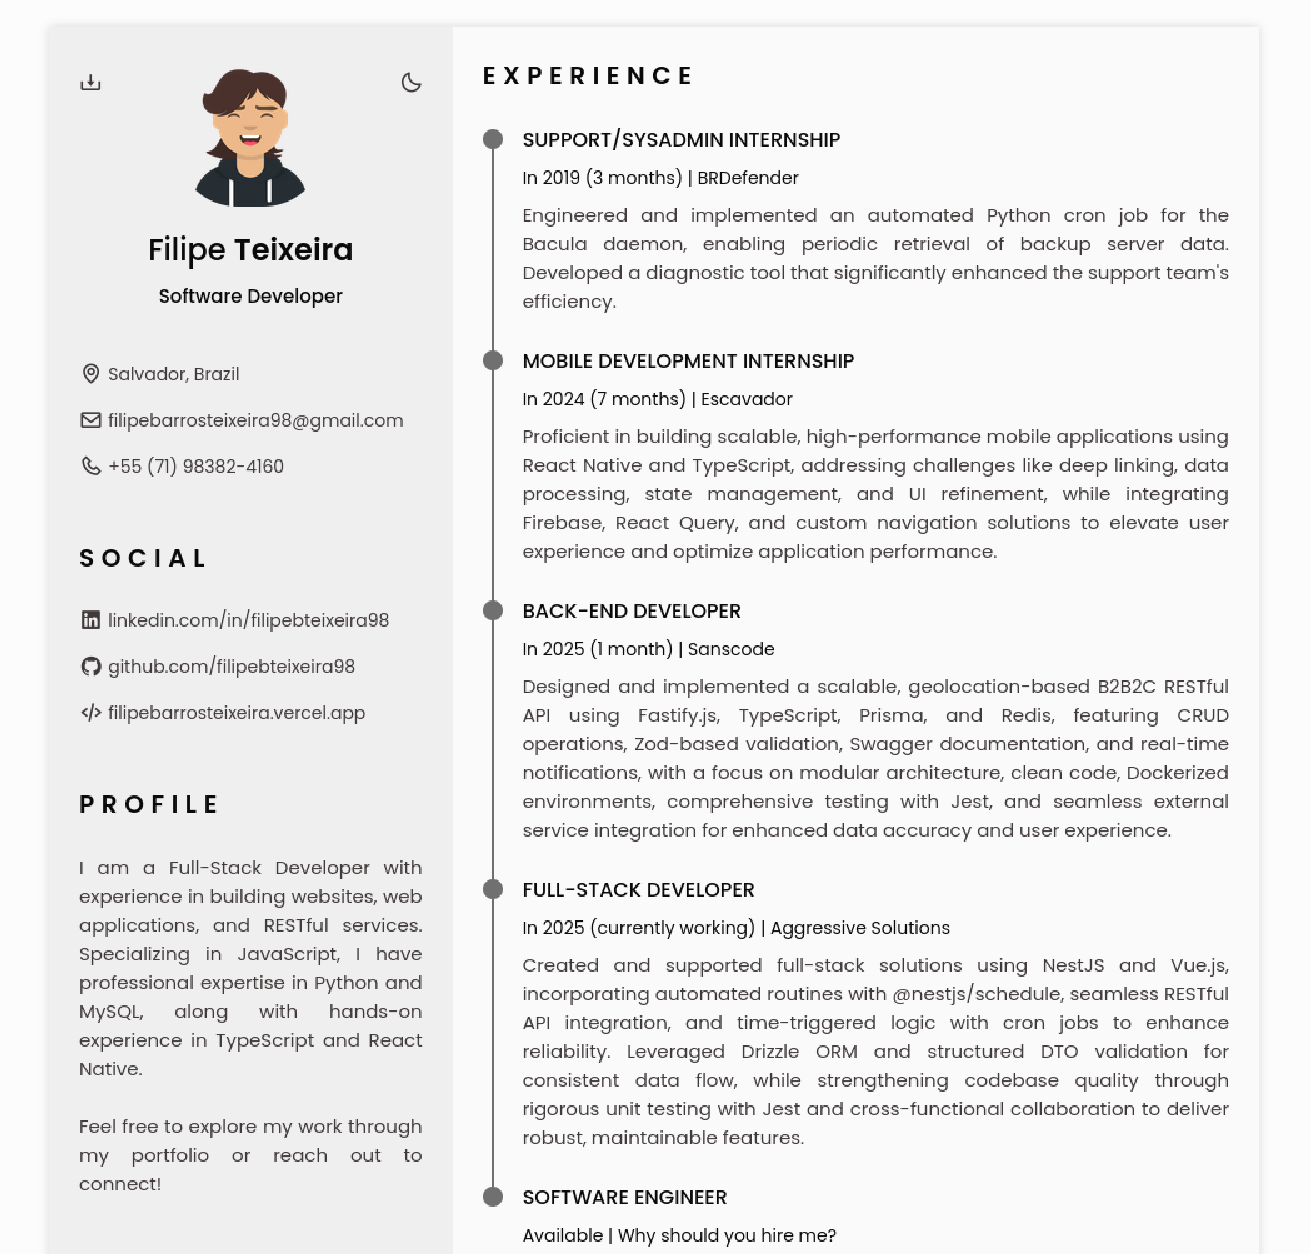 Filipe Teixeira
Software Developer
Salvador, Brazil
filipebarrosteixeira98@gmail.com
+55 (71) 98382-4160
SOCIAL
linkedin.com/in/filipebteixeira98
github.com/filipebteixeira98
filipebarrosteixeira.vercel.app
PROFILE
I am a Full-Stack Developer with
experience in building websites, web
applications, and RESTful services.
Specializing in JavaScript, I have
professional expertise in Python and
MySQL, along with hands-on
experience in TypeScript and React
Native.
Feel free to explore my work through
my portfolio or reach out to
connect!
EXPERIENCE
SUPPORT/SYSADMIN INTERNSHIP
In 2019 (3 months) | BRDefender
Engineered and implemented an automated Python cron job for the
Bacula daemon, enabling periodic retrieval of backup server data.
Developed a diagnostic tool that significantly enhanced the support team's
efficiency.
MOBILE DEVELOPMENT INTERNSHIP
In 2024 (7 months) | Escavador
Proficient in building scalable, high-performance mobile applications using
React Native and TypeScript, addressing challenges like deep linking, data
processing, state management, and UI refinement, while integrating
Firebase, React Query, and custom navigation solutions to elevate user
experience and optimize application performance.
BACK-END DEVELOPER
In 2025 (1 month) | Sanscode
Designed and implemented a scalable, geolocation-based B2B2C RESTful
API using Fastify.js, TypeScript, Prisma, and Redis, featuring CRUD
operations, Zod-based validation, Swagger documentation, and real-time
notifications, with a focus on modular architecture, clean code, Dockerized
environments, comprehensive testing with Jest, and seamless external
service integration for enhanced data accuracy and user experience.
FULL-STACK DEVELOPER
In 2025 (currently working) | Aggressive Solutions
Created and supported full-stack solutions using NestJS and Vue.js,
incorporating automated routines with @nestjs/schedule, seamless RESTful
API integration, and time-triggered logic with cron jobs to enhance
reliability. Leveraged Drizzle ORM and structured DTO validation for
consistent data flow, while strengthening codebase quality through
rigorous unit testing with Jest and cross-functional collaboration to deliver
robust, maintainable features.
SOFTWARE ENGINEER
Available | Why should you hire me?